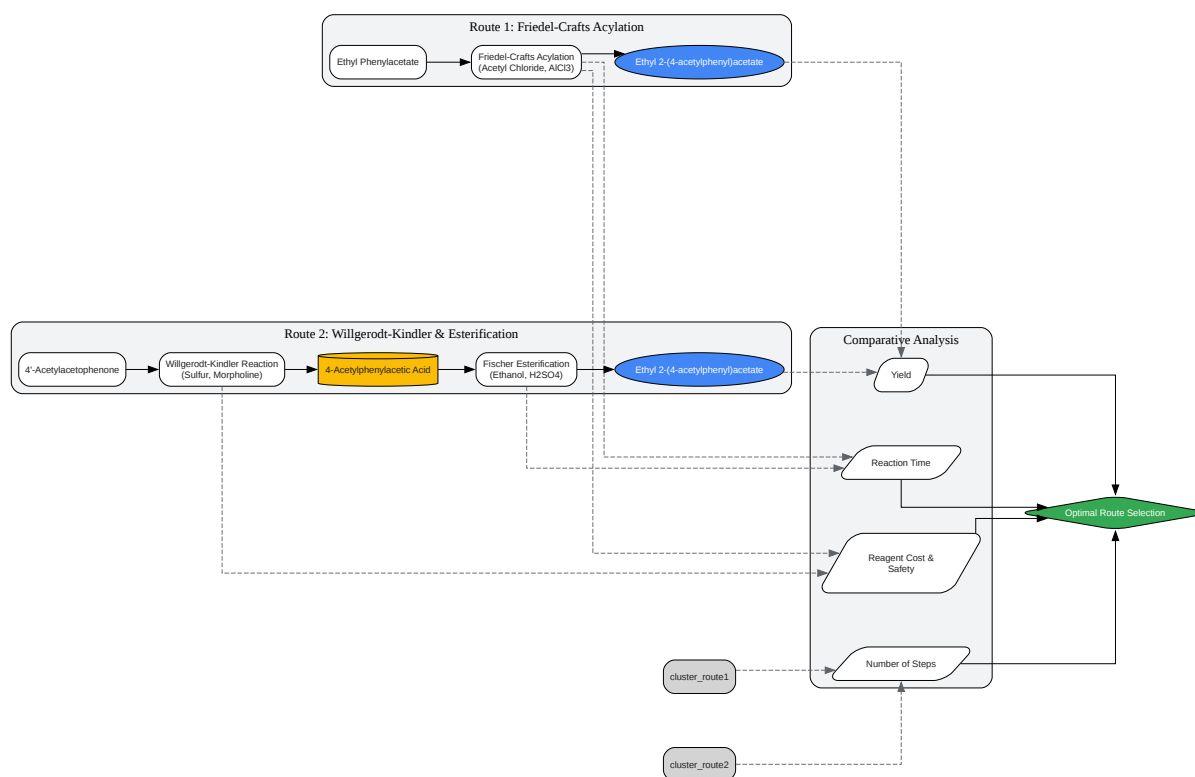 Route 1: Friedel-Crafts Acylation
Ethyl Phenylacetate
Friedel-Crafts Acylation
(Acetyl Chloride, AlCl3)
Ethyl 2-(4-acetylphenyl)acetate
Route 2: Willgerodt-Kindler & Esterification
4'-Acetylacetophenone
Willgerodt-Kindler Reaction
(Sulfur, Morpholine)
4-Acetylphenylacetic Acid
Fischer Esterification
(Ethanol, H2SO4)
Ethyl 2-(4-acetylphenyl)acetate
Comparative Analysis
Yield
Reaction Time
Reagent Cost &
Safety
Number of Steps
Optimal Route Selection
cluster_route1
cluster_route2